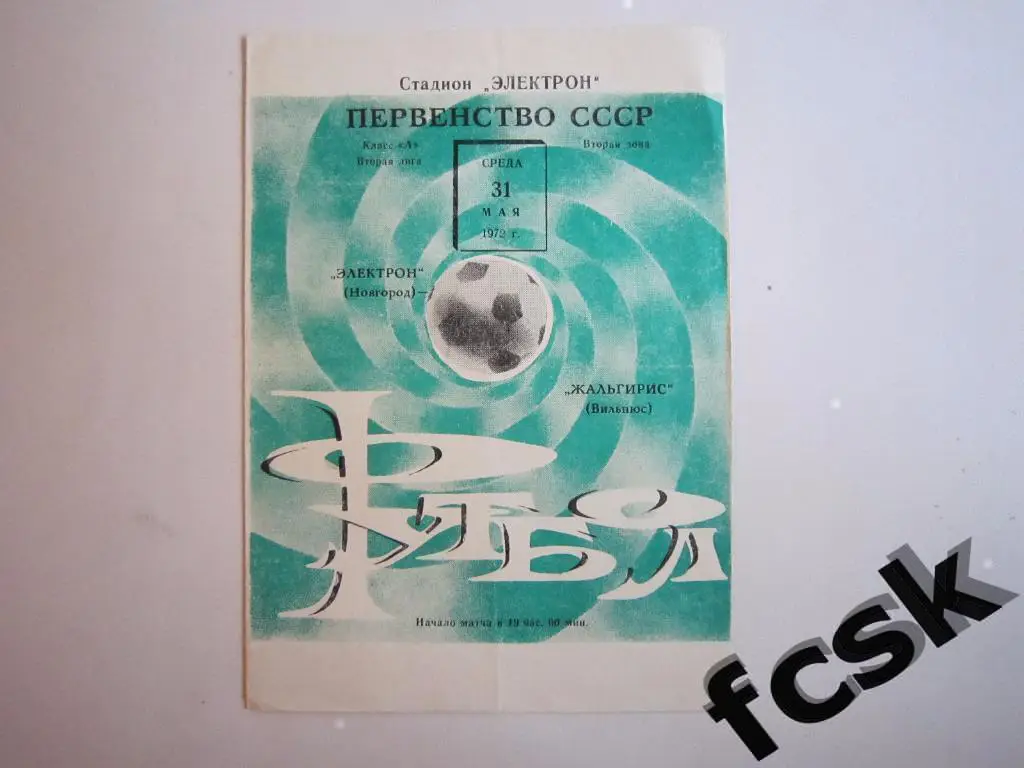 Стадион „ЭЛЕКТРОН“
ПЕРВЕНСТВО СССР
Класс «А»
Вторая лига
Вторая зона
СРЕДА
31
МАЯ
1972 г.
„ЭЛЕКТРОН“
(Новгород) —
„ЖАЛЬГИРИС“
(Вильнюс)
ФУТБОЛ
Начало матча в 19 час. 00 мин.
fcsk